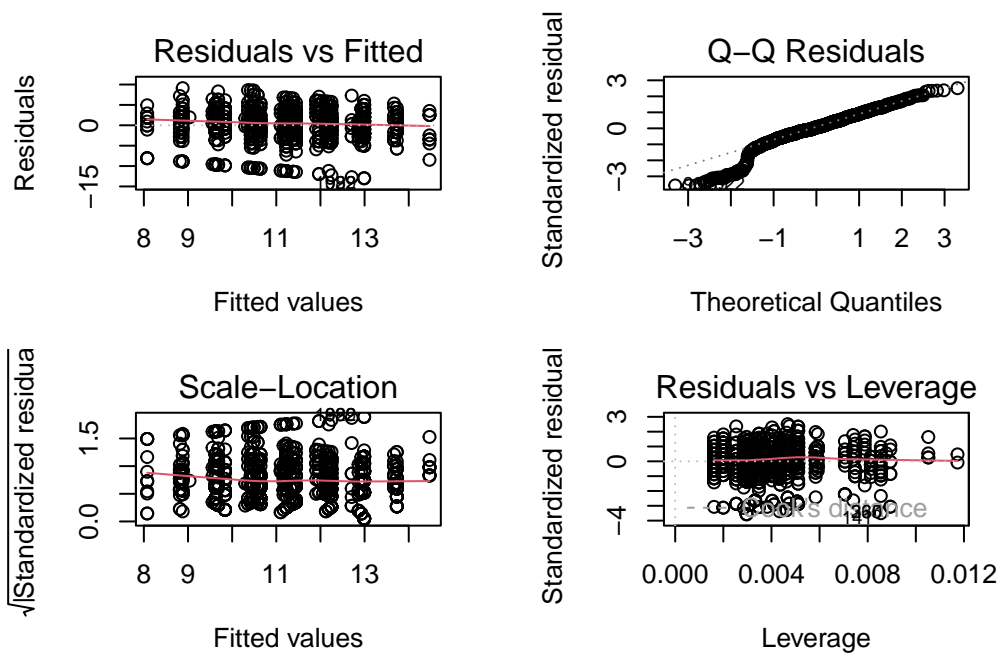 Residuals vs Fitted
Residuals
0
−15
8 9 11 13
Fitted values
Q−Q Residuals
Standardized residual
3
0
−3
−3 −1 1 2 3
Theoretical Quantiles
Scale−Location
√|Standardized residua
1.5
0.0
8 9 11 13
Fitted values
Residuals vs Leverage
Standardized residual
3
0
−4
Cook's distance
0.000 0.004 0.008 0.012
Leverage